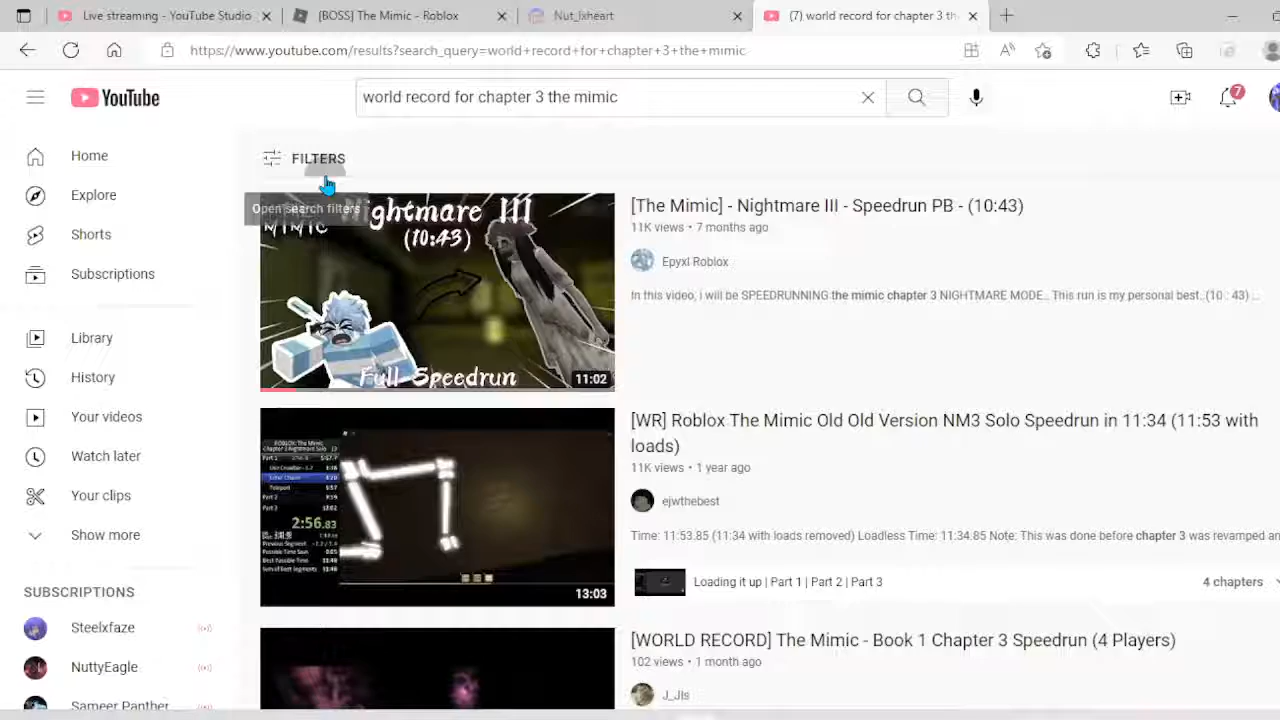 Live streaming - YouTube Studio
[BOSS] The Mimic - Roblox
Nut_lxheart
(7) world record for chapter 3 th
https://www.youtube.com/results?search_query=world+record+for+chapter+3+the+mimic
YouTube
world record for chapter 3 the mimic
7
FILTERS
Open search filters
Home
Explore
Shorts
Subscriptions
Library
History
Your videos
Watch later
Your clips
Show more
SUBSCRIPTIONS
Steelxfaze
NuttyEagle
Sameer Panther
Nightmare III
(10:43)
Full Speedrun
11:02
[The Mimic] - Nightmare III - Speedrun PB - (10:43)
11K views • 7 months ago
Epyxl Roblox
In this video, i will be SPEEDRUNNING the mimic chapter 3 NIGHTMARE MODE.. This run is my personal best..(10 : 43) ...
2:56.83
13:03
[WR] Roblox The Mimic Old Old Version NM3 Solo Speedrun in 11:34 (11:53 with
loads)
11K views • 1 year ago
ejwthebest
Time: 11:53.85 (11:34 with loads removed) Loadless Time: 11:34.83 Note: This was done before chapter 3 was revamped an
Loading it up | Part 1 | Part 2 | Part 3
4 chapters
[WORLD RECORD] The Mimic - Book 1 Chapter 3 Speedrun (4 Players)
102 views • 1 month ago
J_JIs